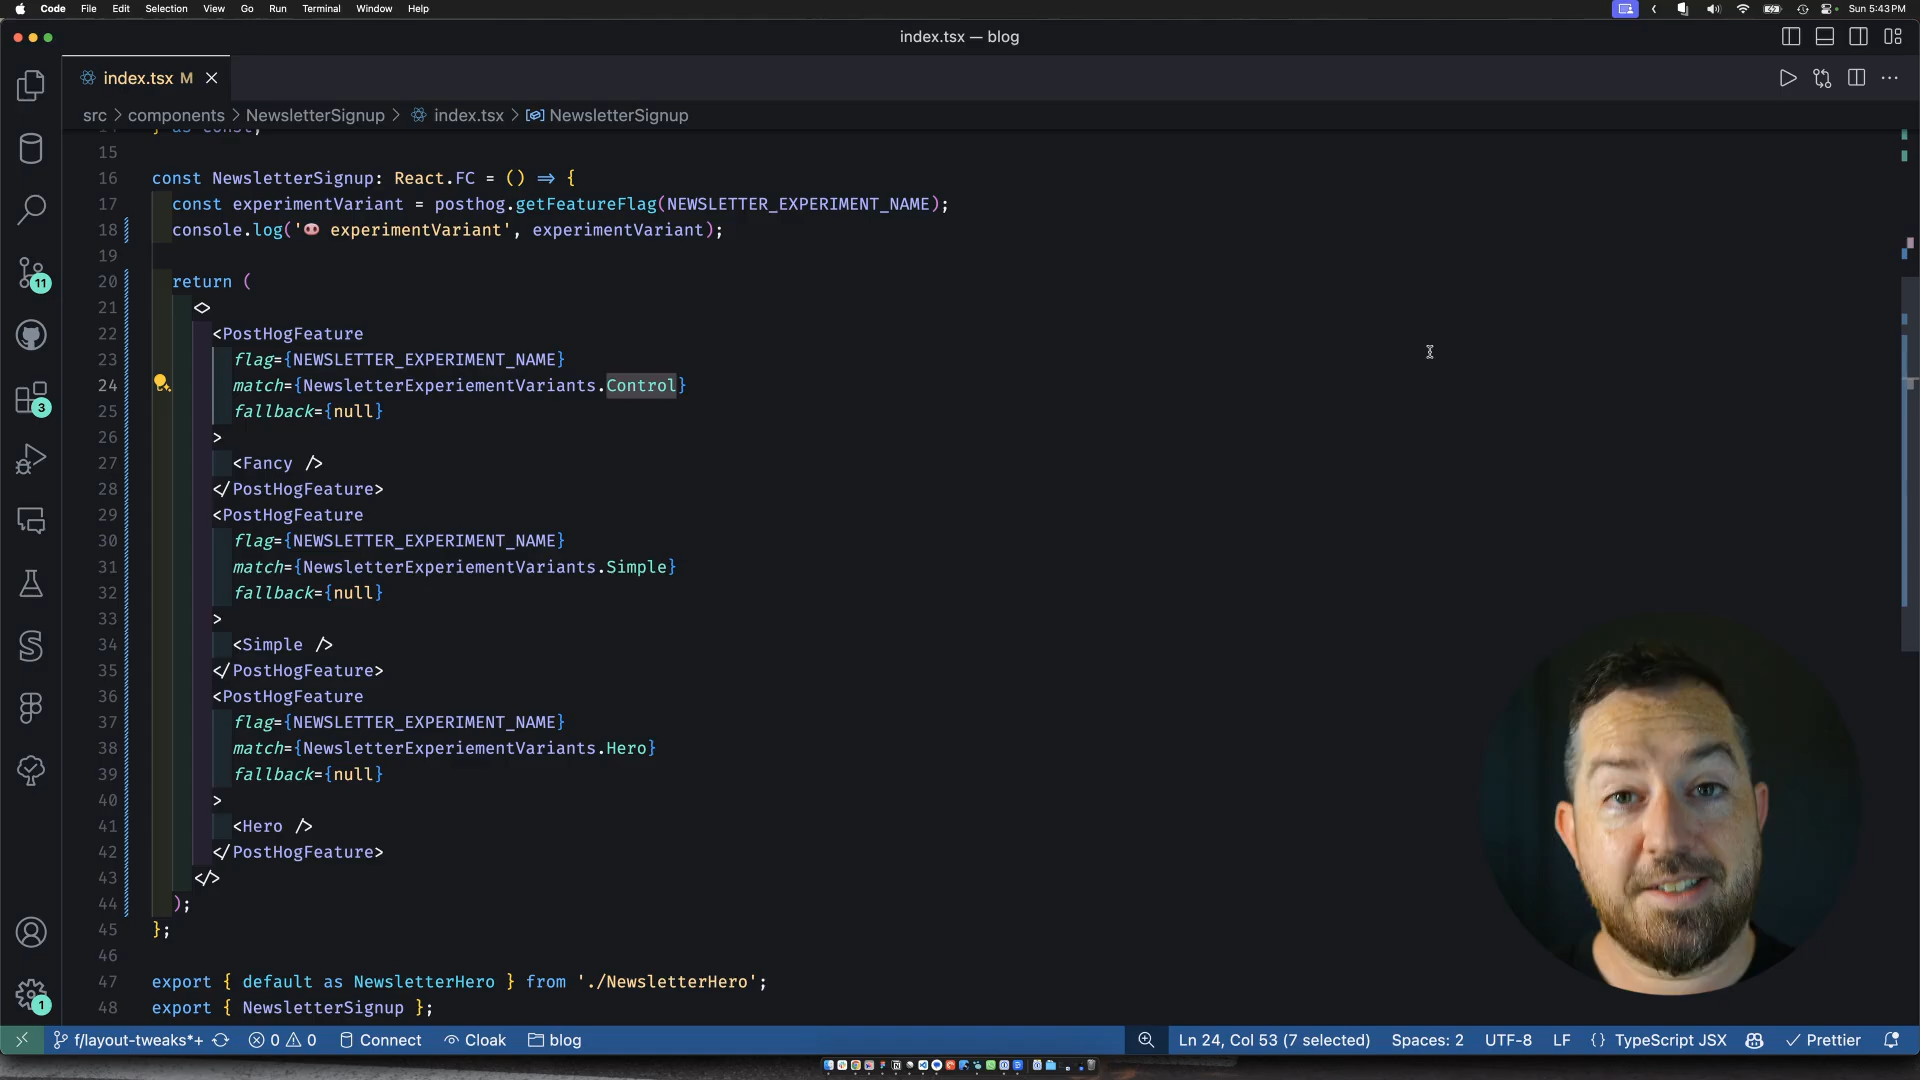 Code File Edit Selection View Go Run Terminal Window Help Sun 5:43 PM
index.tsx — blog
index.tsx M
src > components > NewsletterSignup > index.tsx > NewsletterSignup
14 } as const;
15
16 const NewsletterSignup: React.FC = () => {
17 const experimentVariant = posthog.getFeatureFlag(NEWSLETTER_EXPERIMENT_NAME);
18 console.log('🐽 experimentVariant', experimentVariant);
19
20 return (
21 <>
22 <PostHogFeature
23 flag={NEWSLETTER_EXPERIMENT_NAME}
24 match={NewsletterExperiementVariants.Control}
25 fallback={null}
26 >
27 <Fancy />
28 </PostHogFeature>
29 <PostHogFeature
30 flag={NEWSLETTER_EXPERIMENT_NAME}
31 match={NewsletterExperiementVariants.Simple}
32 fallback={null}
33 >
34 <Simple />
35 </PostHogFeature>
36 <PostHogFeature
37 flag={NEWSLETTER_EXPERIMENT_NAME}
38 match={NewsletterExperiementVariants.Hero}
39 fallback={null}
40 >
41 <Hero />
42 </PostHogFeature>
43 </>
44 );
45 };
46
47 export { default as NewsletterHero } from './NewsletterHero';
48 export { NewsletterSignup };
11
3
1
f/layout-tweaks*+ 0 0 Connect Cloak blog Ln 24, Col 53 (7 selected) Spaces: 2 UTF-8 LF {} TypeScript JSX Prettier